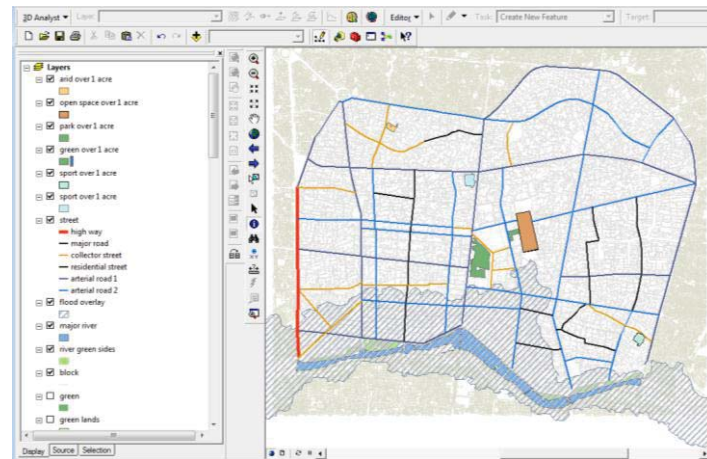 3D Analyst Layer: Editor Task: Create New Feature Target:
Layers
arid over 1 acre
open space over 1 acre
park over 1 acre
green over 1 acre
sport over 1 acre
sport over 1 acre
street
high way
major road
collector street
residential street
arterial road 1
arterial road 2
flood overlay
major river
river green sides
block
green
green lands
Display Source Selection